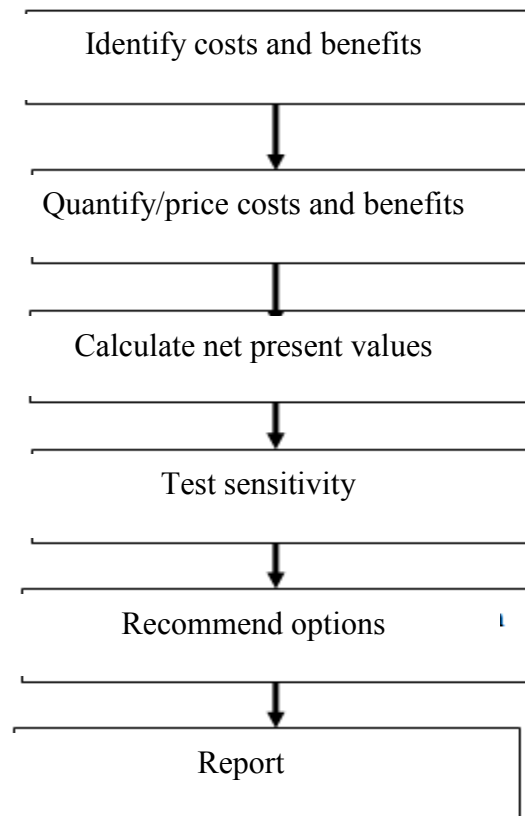 Identify costs and benefits
Quantify/price costs and benefits
Calculate net present values
Test sensitivity
Recommend options
Report